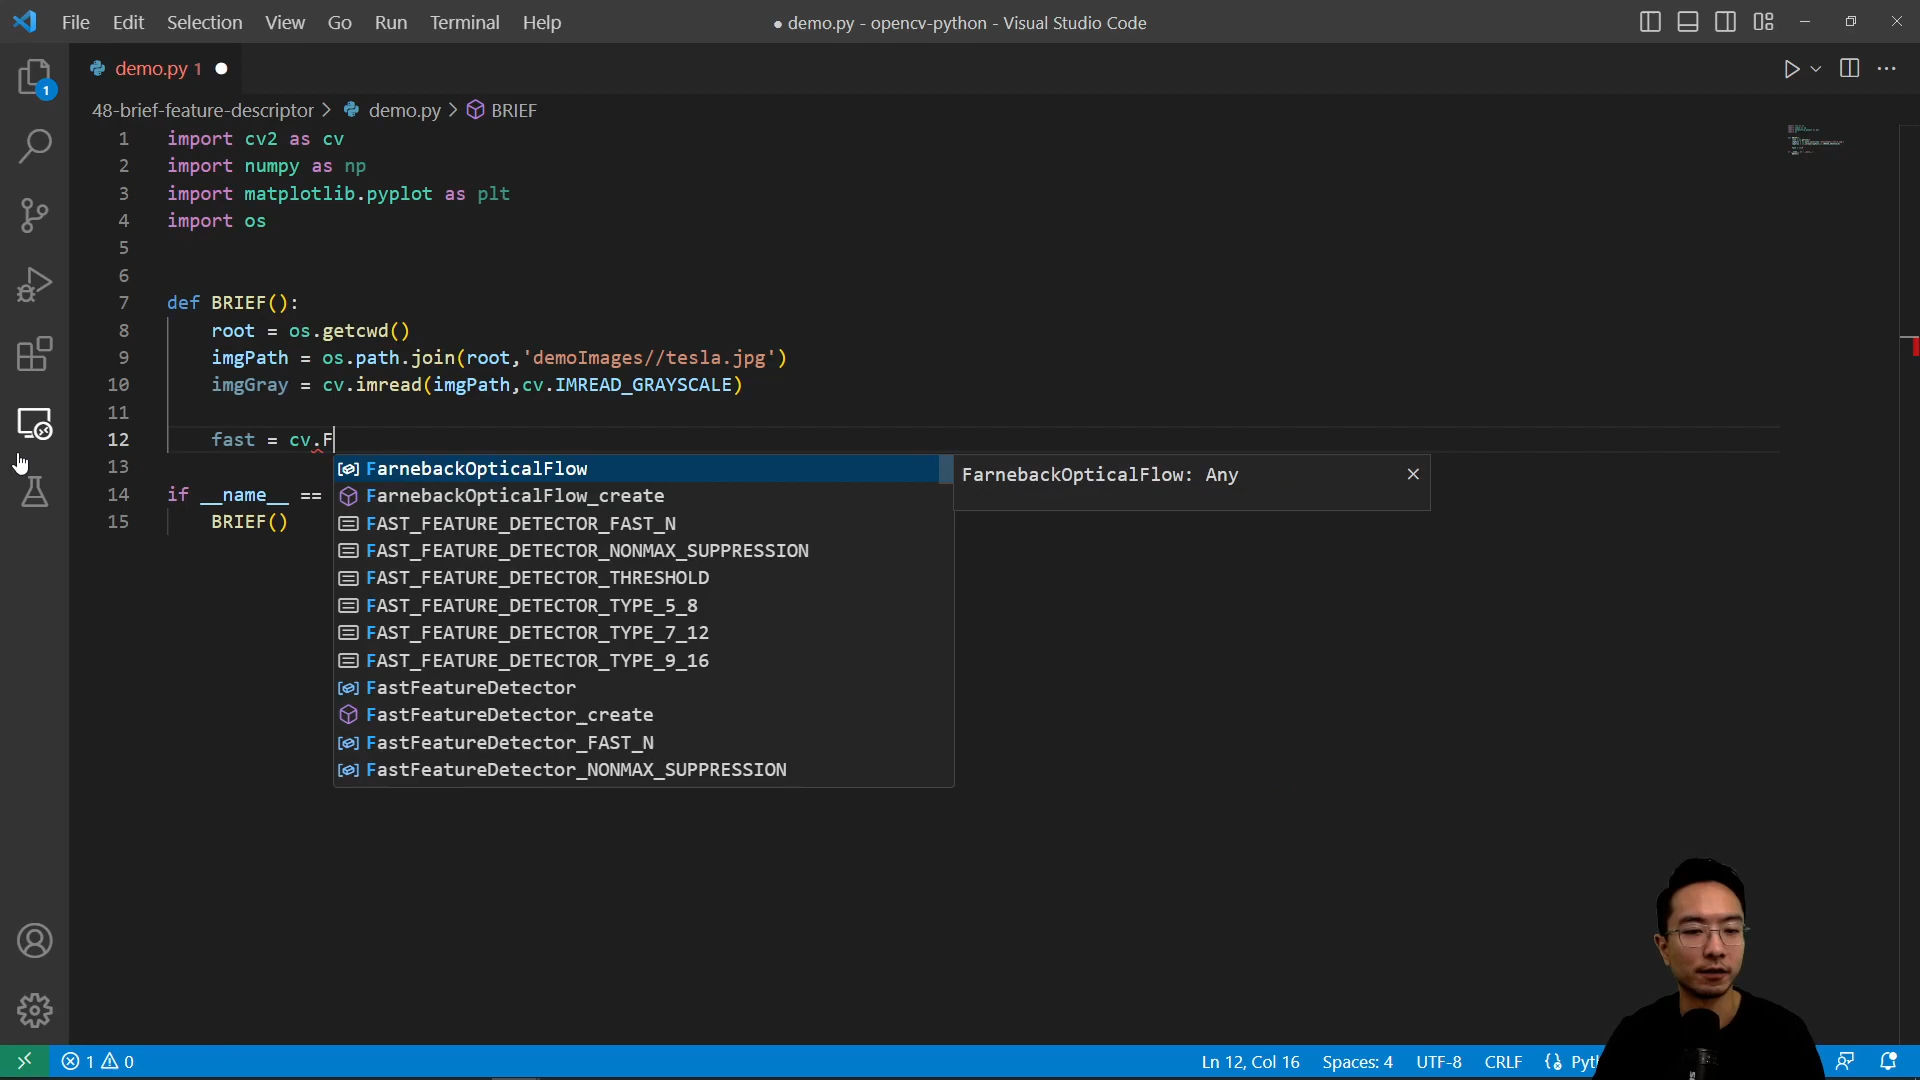 File Edit Selection View Go Run Terminal Help
● demo.py - opencv-python - Visual Studio Code
demo.py 1 ●
48-brief-feature-descriptor > demo.py > BRIEF
1
1 import cv2 as cv
2 import numpy as np
3 import matplotlib.pyplot as plt
4 import os
5
6
7 def BRIEF():
8 root = os.getcwd()
9 imgPath = os.path.join(root,'demoImages//tesla.jpg')
10 imgGray = cv.imread(imgPath,cv.IMREAD_GRAYSCALE)
11
12 fast = cv.F
13
14 if __name__ ==
15 BRIEF()
FarnebackOpticalFlow
FarnebackOpticalFlow_create
FAST_FEATURE_DETECTOR_FAST_N
FAST_FEATURE_DETECTOR_NONMAX_SUPPRESSION
FAST_FEATURE_DETECTOR_THRESHOLD
FAST_FEATURE_DETECTOR_TYPE_5_8
FAST_FEATURE_DETECTOR_TYPE_7_12
FAST_FEATURE_DETECTOR_TYPE_9_16
FastFeatureDetector
FastFeatureDetector_create
FastFeatureDetector_FAST_N
FastFeatureDetector_NONMAX_SUPPRESSION
FarnebackOpticalFlow: Any
1 0
Ln 12, Col 16 Spaces: 4 UTF-8 CRLF